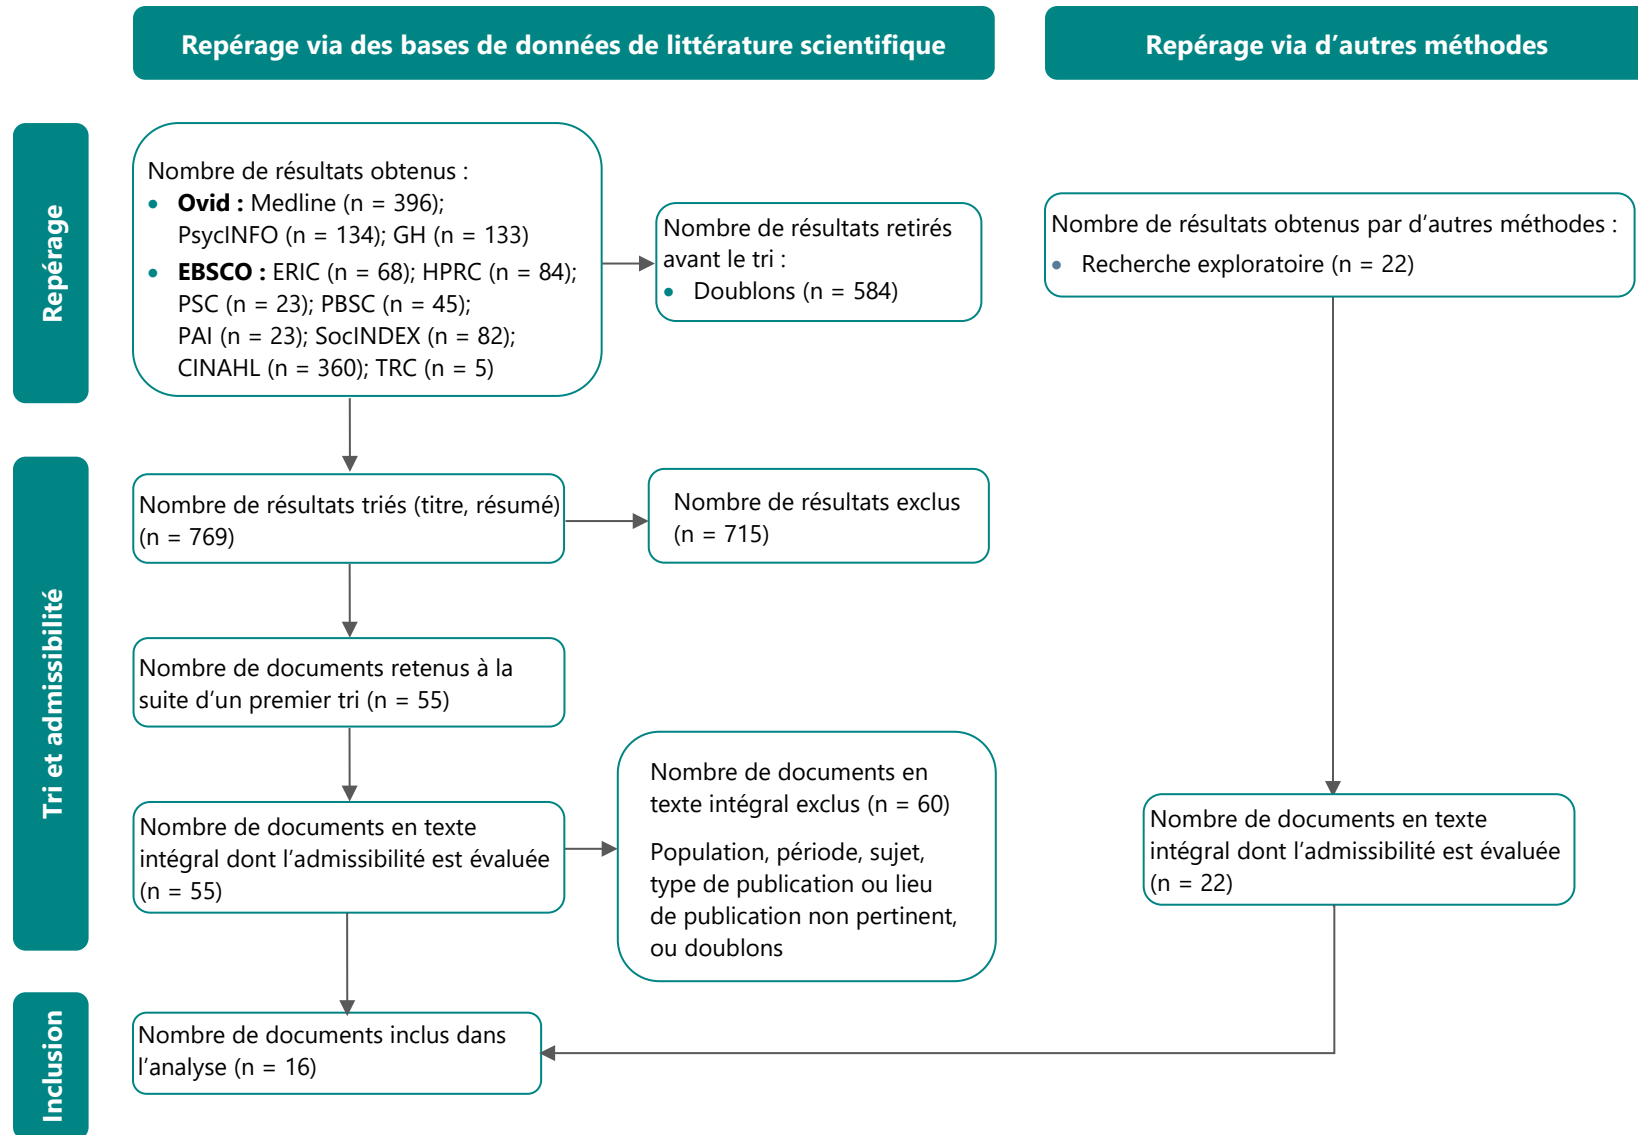 Repérage via des bases de données de littérature scientifique
Repérage via d'autres méthodes
Repérage
Nombre de résultats obtenus :
• Ovid : Medline (n = 396);
PsycINFO (n = 134); GH (n = 133)
• EBSCO : ERIC (n = 68); HPRC (n = 84);
PSC (n = 23); PBSC (n = 45);
PAI (n = 23); SocINDEX (n = 82);
CINAHL (n = 360); TRC (n = 5)
Nombre de résultats retirés
avant le tri :
• Doublons (n = 584)
Nombre de résultats obtenus par d'autres méthodes :
• Recherche exploratoire (n = 22)
Tri et admissibilité
Nombre de résultats triés (titre, résumé)
(n = 769)
Nombre de résultats exclus
(n = 715)
Nombre de documents retenus à la
suite d'un premier tri (n = 55)
Nombre de documents en texte
intégral dont l'admissibilité est évaluée
(n = 55)
Nombre de documents en
texte intégral exclus (n = 60)
Population, période, sujet,
type de publication ou lieu
de publication non pertinent,
ou doublons
Nombre de documents en texte
intégral dont l'admissibilité est évaluée
(n = 22)
Inclusion
Nombre de documents inclus dans
l'analyse (n = 16)